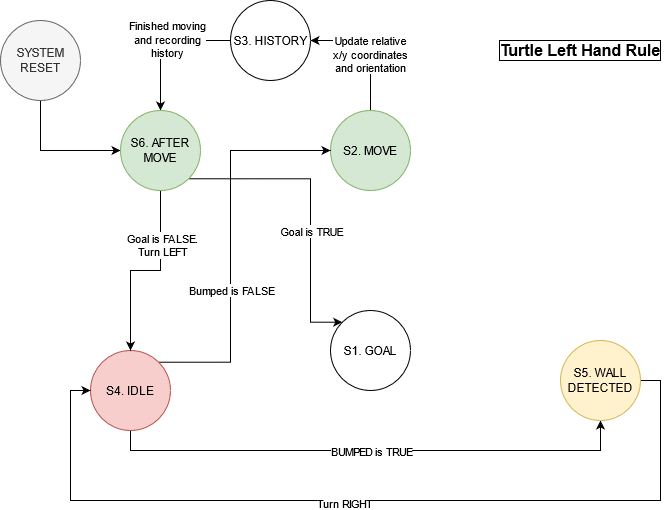 Turtle Left Hand Rule
SYSTEM
RESET
Finished moving
and recording
history
S3. HISTORY
Update relative
x/y coordinates
and orientation
S6. AFTER
MOVE
S2. MOVE
Goal is FALSE.
Turn LEFT
Goal is TRUE
Bumped is FALSE
S1. GOAL
S4. IDLE
S5. WALL
DETECTED
BUMPED is TRUE
Turn RIGHT